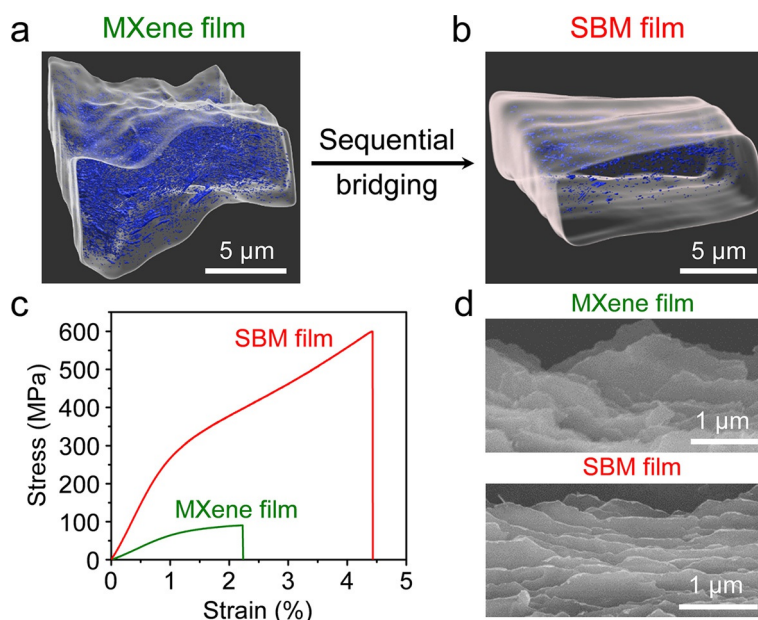 a
MXene film
5 μm
Sequential
bridging
b
SBM film
5 μm
c
600
500
400
300
200
100
0
Stress (MPa)
SBM film
MXene film
0 1 2 3 4 5
Strain (%)
d
MXene film
1 μm
SBM film
1 μm